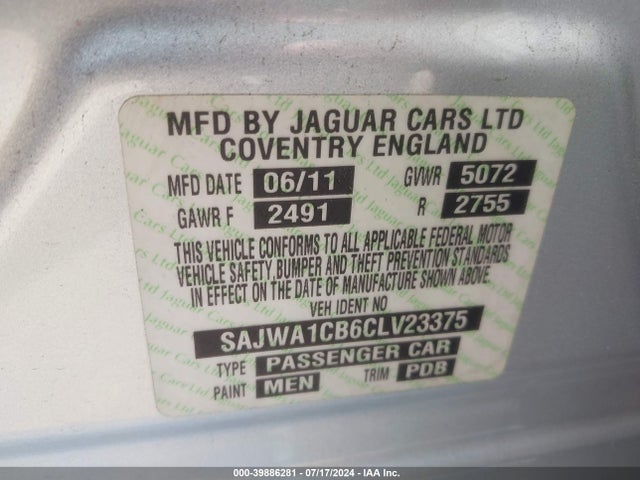 MFD BY JAGUAR CARS LTD
COVENTRY ENGLAND
MFD DATE 06/11 GVWR 5072
GAWR F 2491 R 2755
THIS VEHICLE CONFORMS TO ALL APPLICABLE FEDERAL MOTOR
VEHICLE SAFETY, BUMPER AND THEFT PREVENTION STANDARDS
IN EFFECT ON THE DATE OF MANUFACTURE SHOWN ABOVE.
VEH IDENT NO
SAJWA1CB6CLV23375
TYPE PASSENGER CAR
PAINT MEN TRIM PDB
000-39886281 - 07/17/2024 - IAA Inc.